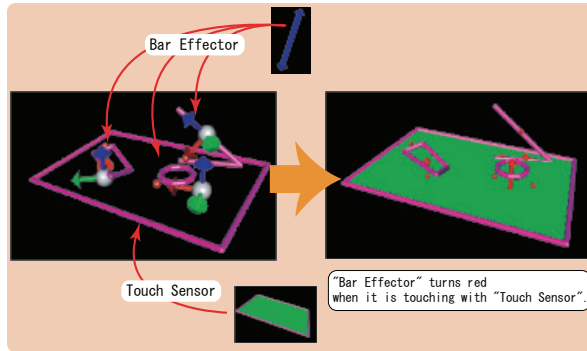 Bar Effector
Touch Sensor
"Bar Effector" turns red
when it is touching with "Touch Sensor".